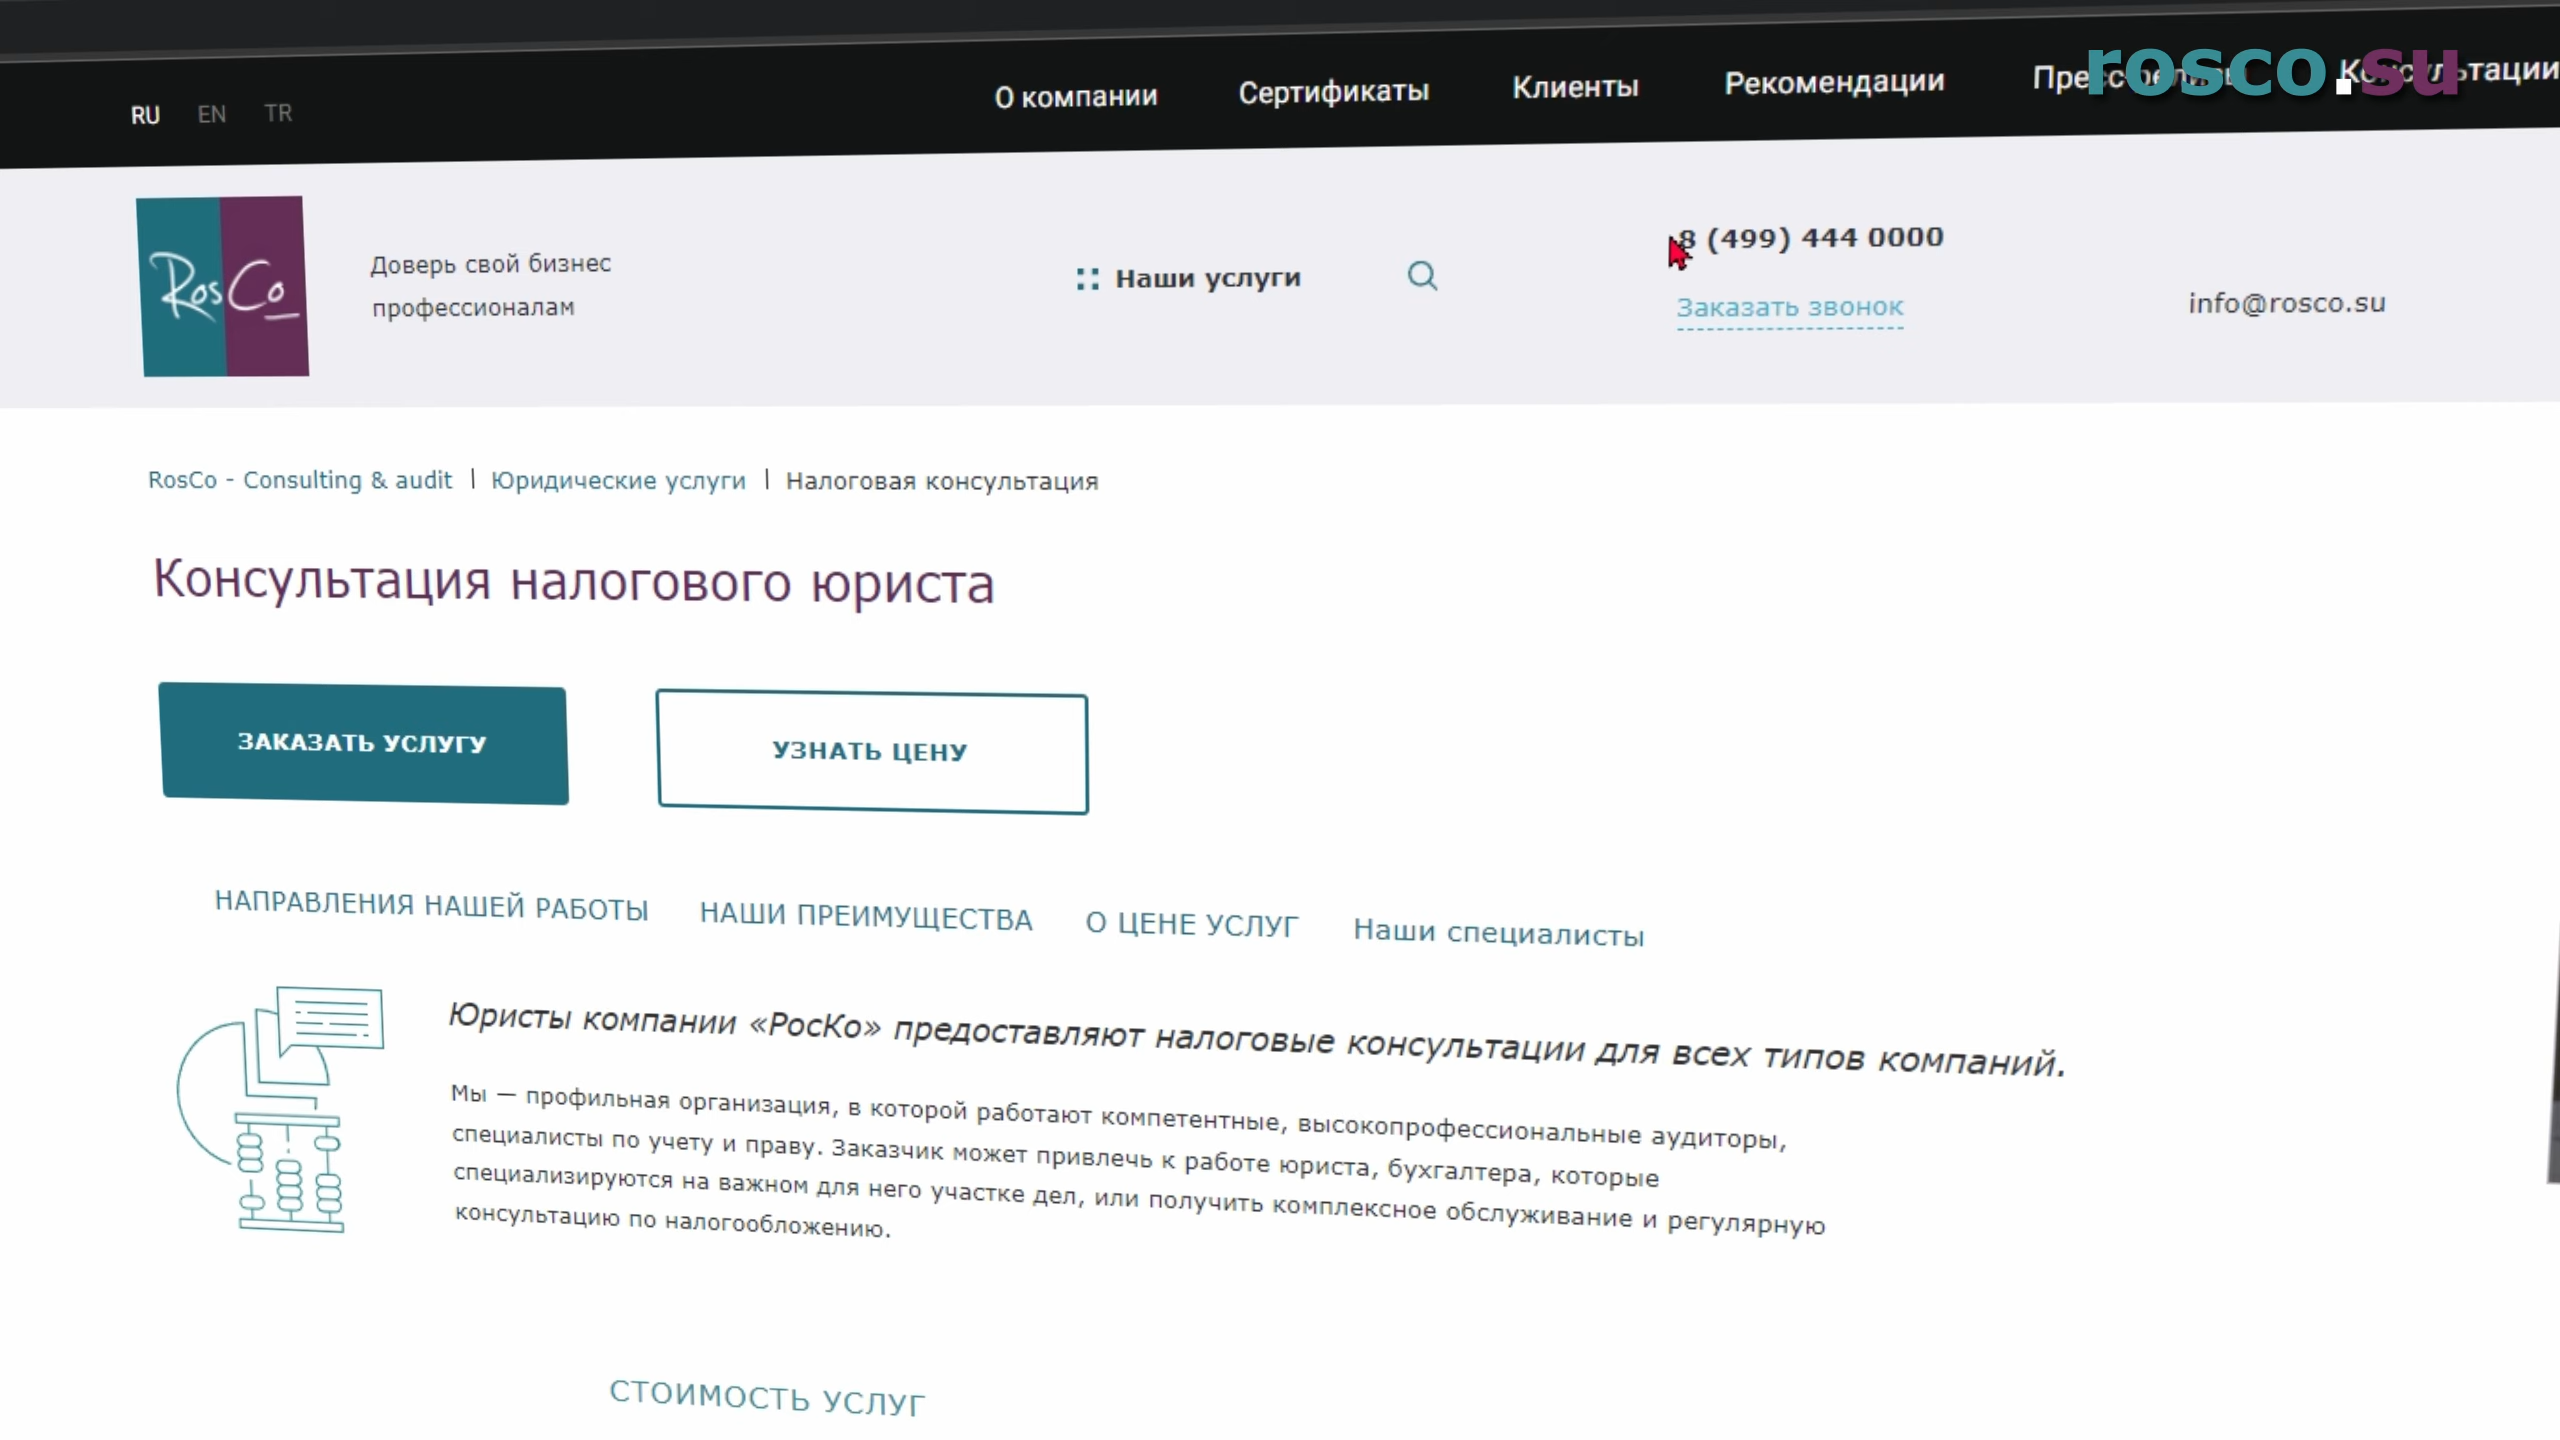 RU EN TR
О компании Сертификаты Клиенты Рекомендации
rosco.su
RosCo
Доверь свой бизнес
профессионалам
Наши услуги
8 (499) 444 0000
Заказать звонок
info@rosco.su
RosCo - Consulting & audit | Юридические услуги | Налоговая консультация
Консультация налогового юриста
ЗАКАЗАТЬ УСЛУГУ
УЗНАТЬ ЦЕНУ
НАПРАВЛЕНИЯ НАШЕЙ РАБОТЫ НАШИ ПРЕИМУЩЕСТВА О ЦЕНЕ УСЛУГ Наши специалисты
Юристы компании «РосКо» предоставляют налоговые консультации для всех типов компаний.
Мы — профильная организация, в которой работают компетентные, высокопрофессиональные аудиторы,
специалисты по учету и праву. Заказчик может привлечь к работе юриста, бухгалтера, которые
специализируются на важном для него участке дел, или получить комплексное обслуживание и регулярную
консультацию по налогообложению.
СТОИМОСТЬ УСЛУГ